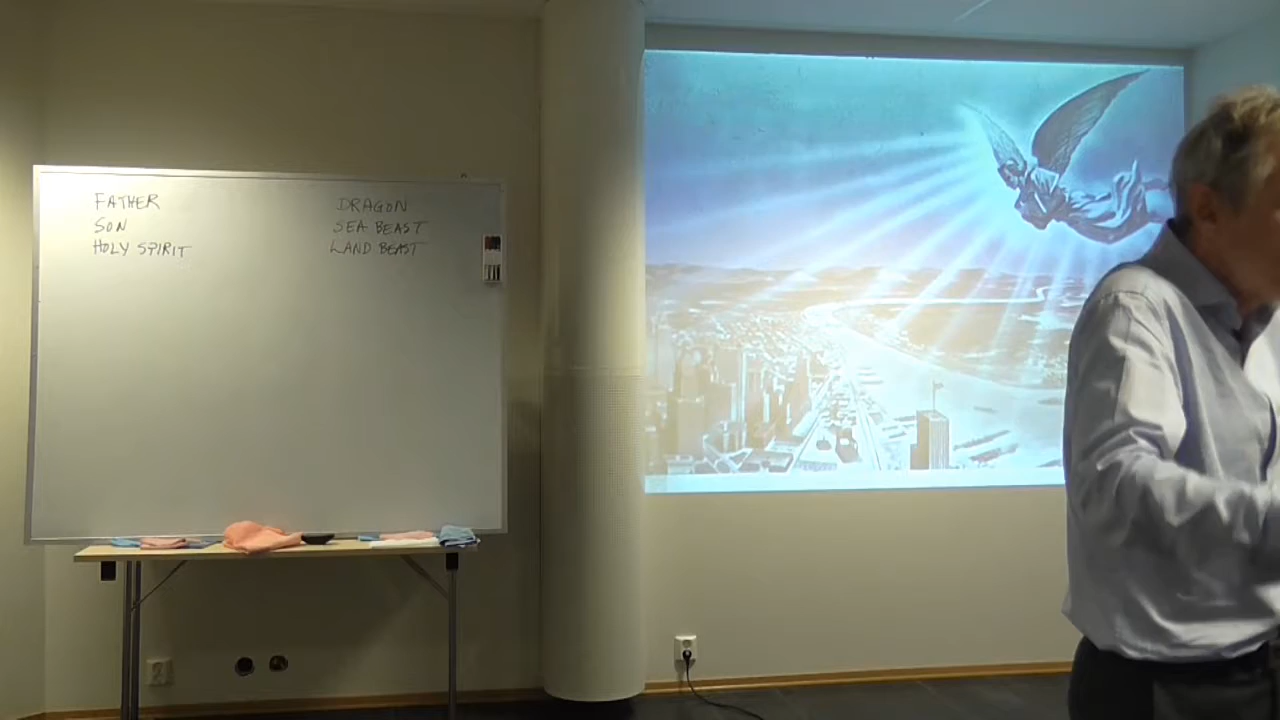 FATHER
SON
HOLY SPIRIT
DRAGON
SEA BEAST
LAND BEAST